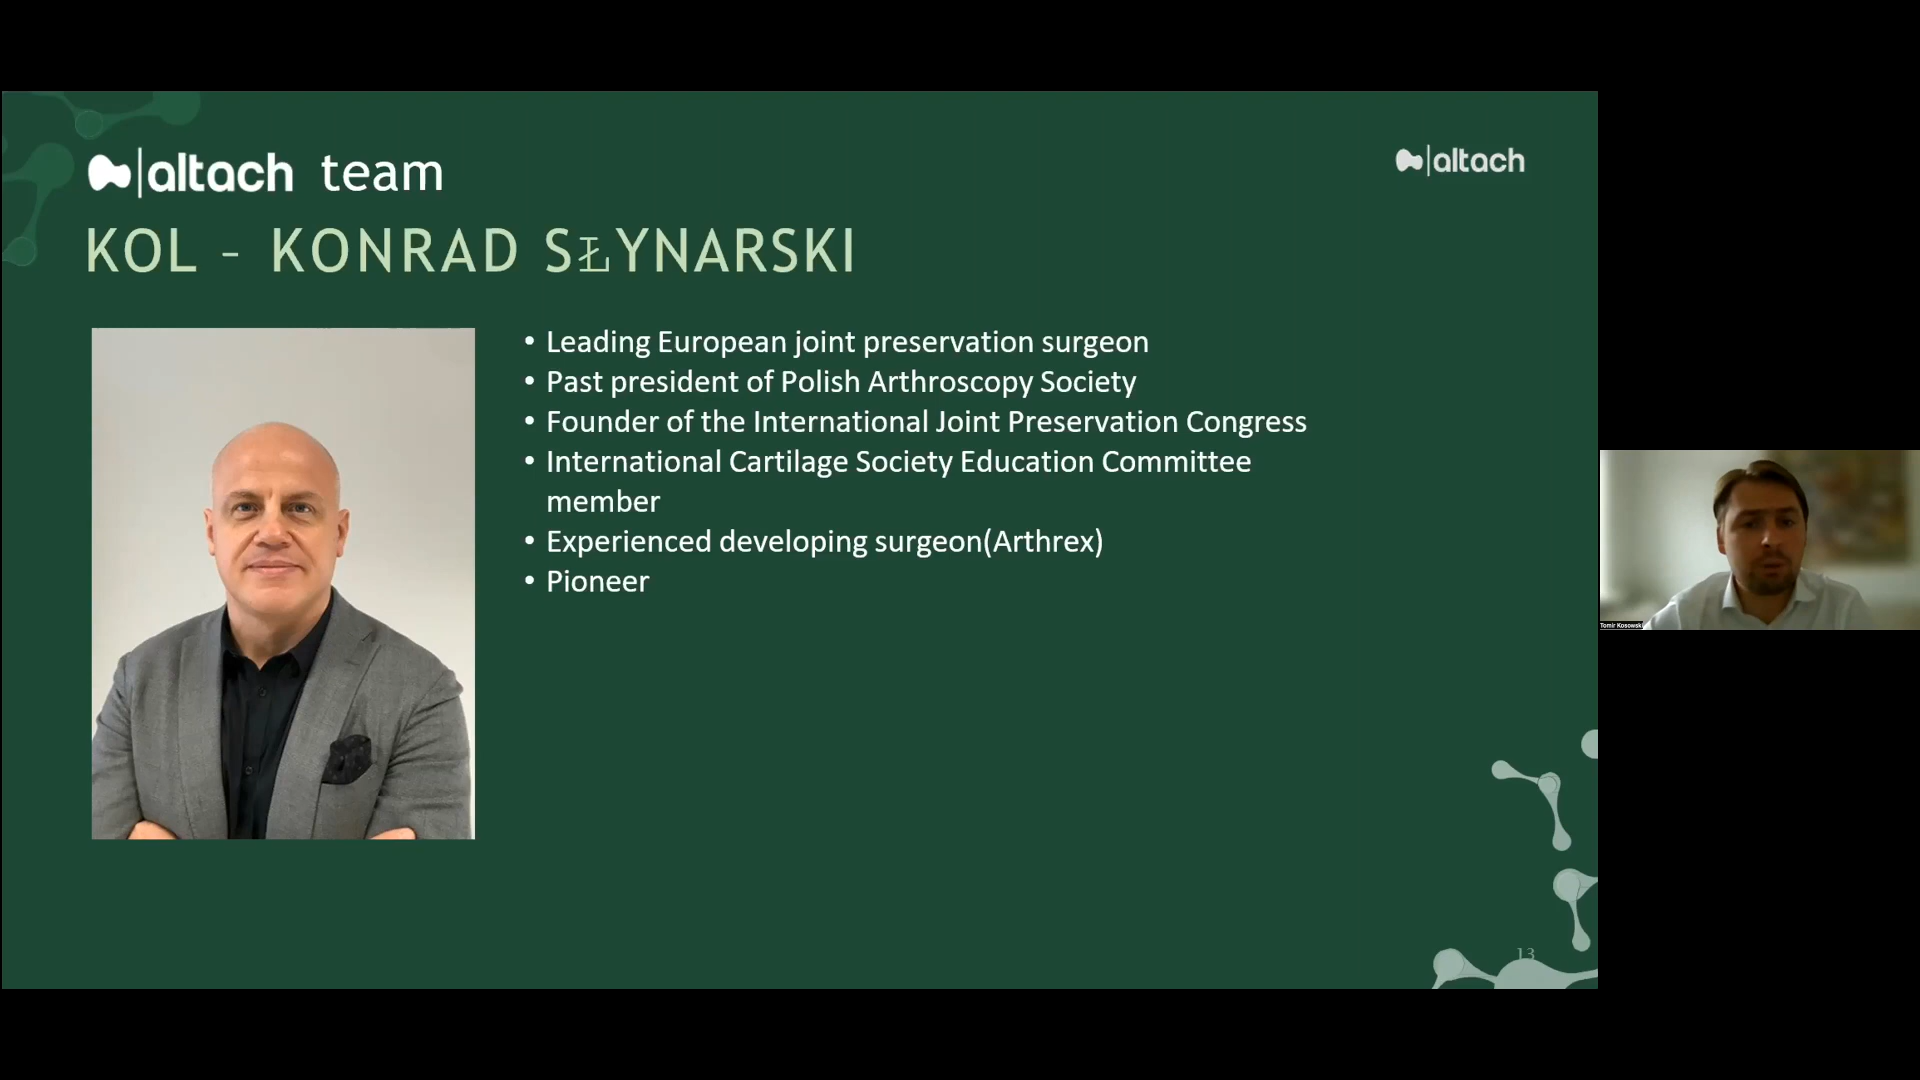 altach team
altach
KOL – KONRAD SŁYNARSKI
• Leading European joint preservation surgeon
• Past president of Polish Arthroscopy Society
• Founder of the International Joint Preservation Congress
• International Cartilage Society Education Committee
member
• Experienced developing surgeon(Arthrex)
• Pioneer
Tomir Kosowski
13